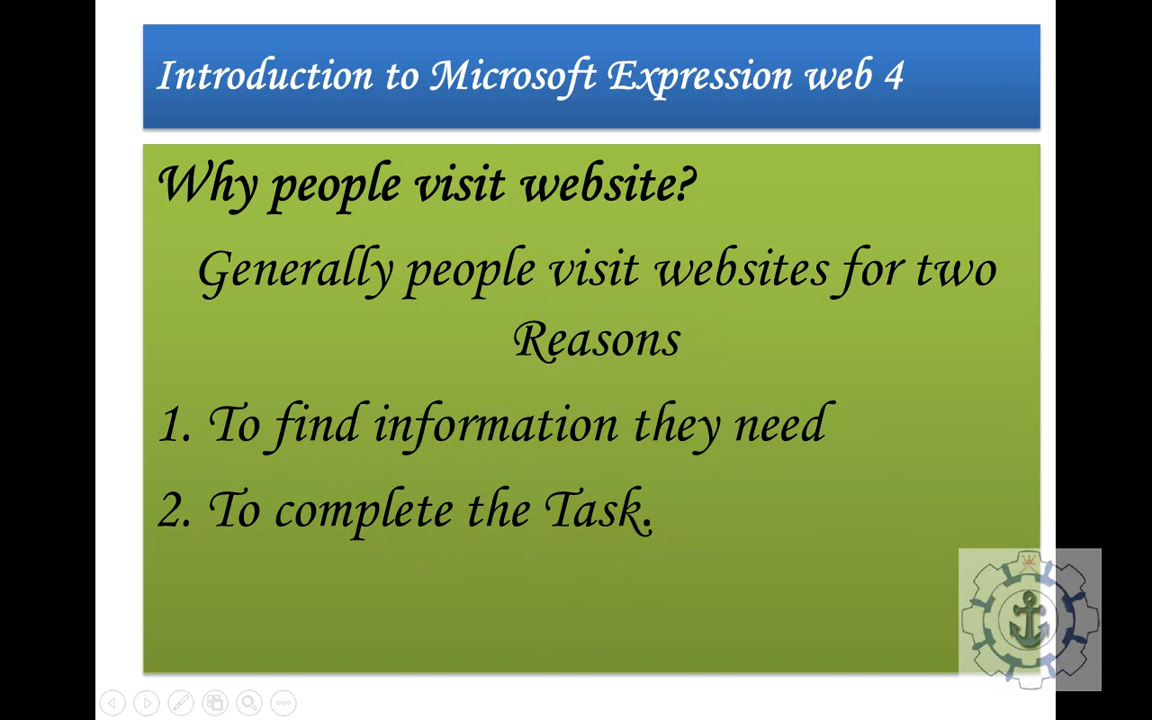 Introduction to Microsoft Expression web 4
Why people visit website?
Generally people visit websites for two
Reasons
1. To find information they need
2. To complete the Task.